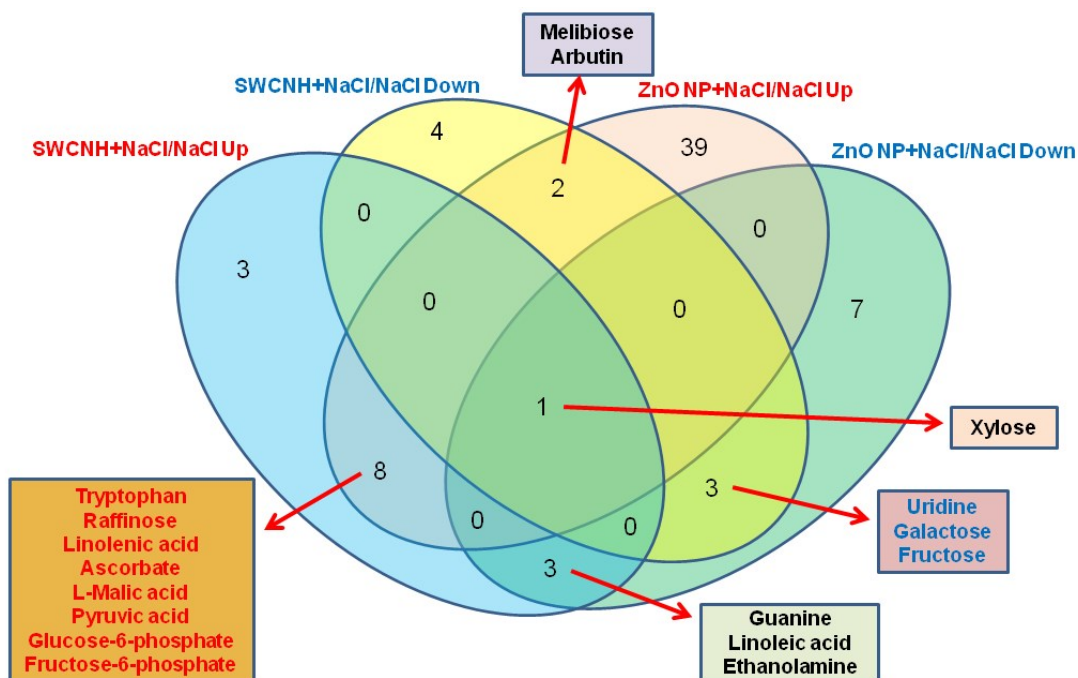 Melibiose
Arbutin
SWCNH+NaCl/NaCl Down
ZnO NP+NaCl/NaCl Up
SWCNH+NaCl/NaCl Up
ZnO NP+NaCl/NaCl Down
4
39
2
0
0
3
7
0
0
1
Xylose
8
3
0
0
3
Tryptophan
Raffinose
Linolenic acid
Ascorbate
L-Malic acid
Pyruvic acid
Glucose-6-phosphate
Fructose-6-phosphate
Uridine
Galactose
Fructose
Guanine
Linoleic acid
Ethanolamine